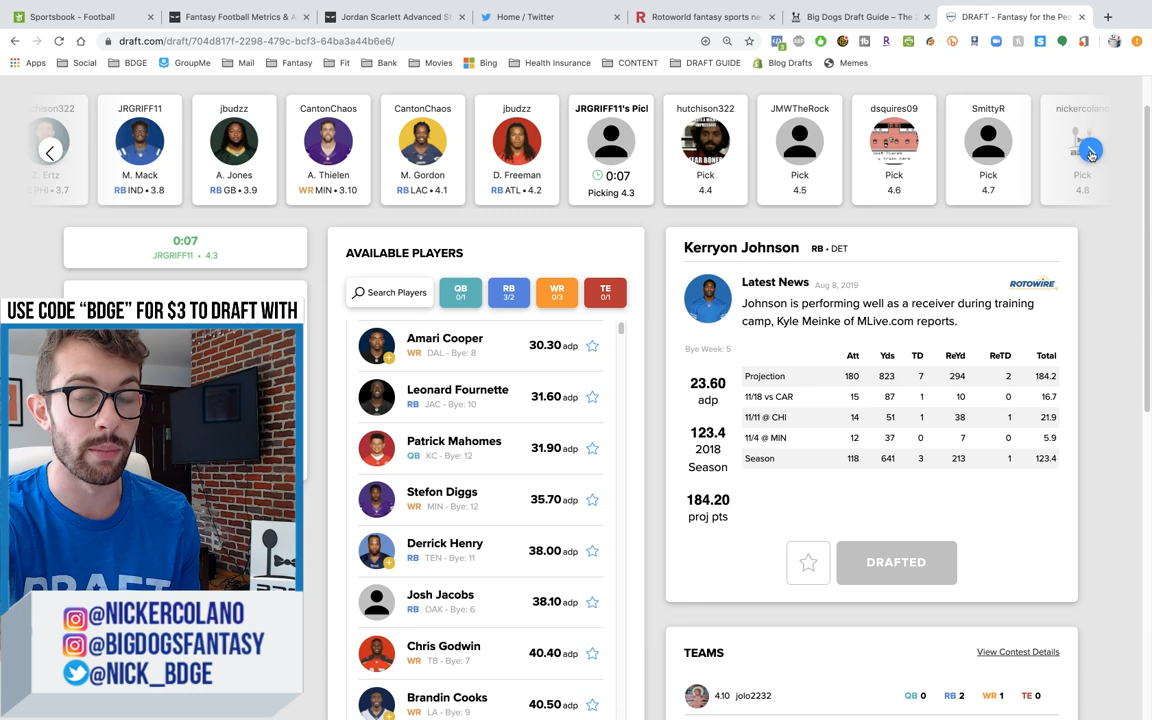 Sportsbook - Football
Fantasy Football Metrics & A
Jordan Scarlett Advanced St
Home / Twitter
Rotoworld fantasy sports ne
Big Dogs Draft Guide – The
DRAFT - Fantasy for the Peo
draft.com/draft/704d817f-2298-479c-bcf3-64ba3a44b6e6/
Apps Social BDGE GroupMe Mail Fantasy Fit Bank Movies Bing Health Insurance CONTENT DRAFT GUIDE Blog Drafts Memes
chison322 JRGRIFF11 jbudzz CantonChaos CantonChaos jbudzz JRGRIFF11's Picl hutchison322 JMWTheRock dsquires09 SmittyR nickercolano
Z. Ertz M. Mack A. Jones A. Thielen M. Gordon D. Freeman 0:07 Pick Pick Pick Pick Pick
PHI • 3.7 RB IND • 3.8 RB GB • 3.9 WR MIN • 3.10 RB LAC • 4.1 RB ATL • 4.2 Picking 4.3 4.4 4.5 4.6 4.7 4.8
0:07
JRGRIFF11 • 4.3
USE CODE "BDGE" FOR $3 TO DRAFT WITH
DRAFT
@NICKERCOLANO
@BIGDOGSFANTASY
@NICK_BDGE
AVAILABLE PLAYERS
Search Players
QB
0/1
RB
3/2
WR
0/3
TE
0/1
Amari Cooper
WR DAL - Bye: 8
30.30 adp
Leonard Fournette
RB JAC - Bye: 10
31.60 adp
Patrick Mahomes
QB KC - Bye: 12
31.90 adp
Stefon Diggs
WR MIN - Bye: 12
35.70 adp
Derrick Henry
RB TEN - Bye: 11
38.00 adp
Josh Jacobs
RB OAK - Bye: 6
38.10 adp
Chris Godwin
WR TB - Bye: 7
40.40 adp
Brandin Cooks
WR LA - Bye: 9
40.50 adp
Kerryon Johnson RB • DET
Latest News Aug 8, 2019
ROTOWIRE
Johnson is performing well as a receiver during training
camp, Kyle Meinke of MLive.com reports.
Bye Week: 5
23.60
adp
123.4
2018
Season
184.20
proj pts
Att Yds TD ReYd ReTD Total
Projection 180 823 7 294 2 184.2
11/18 vs CAR 15 87 1 10 0 16.7
11/11 @ CHI 14 51 1 38 1 21.9
11/4 @ MIN 12 37 0 7 0 5.9
Season 118 641 3 213 1 123.4
DRAFTED
TEAMS
View Contest Details
4.10 jolo2232 QB 0 RB 2 WR 1 TE 0